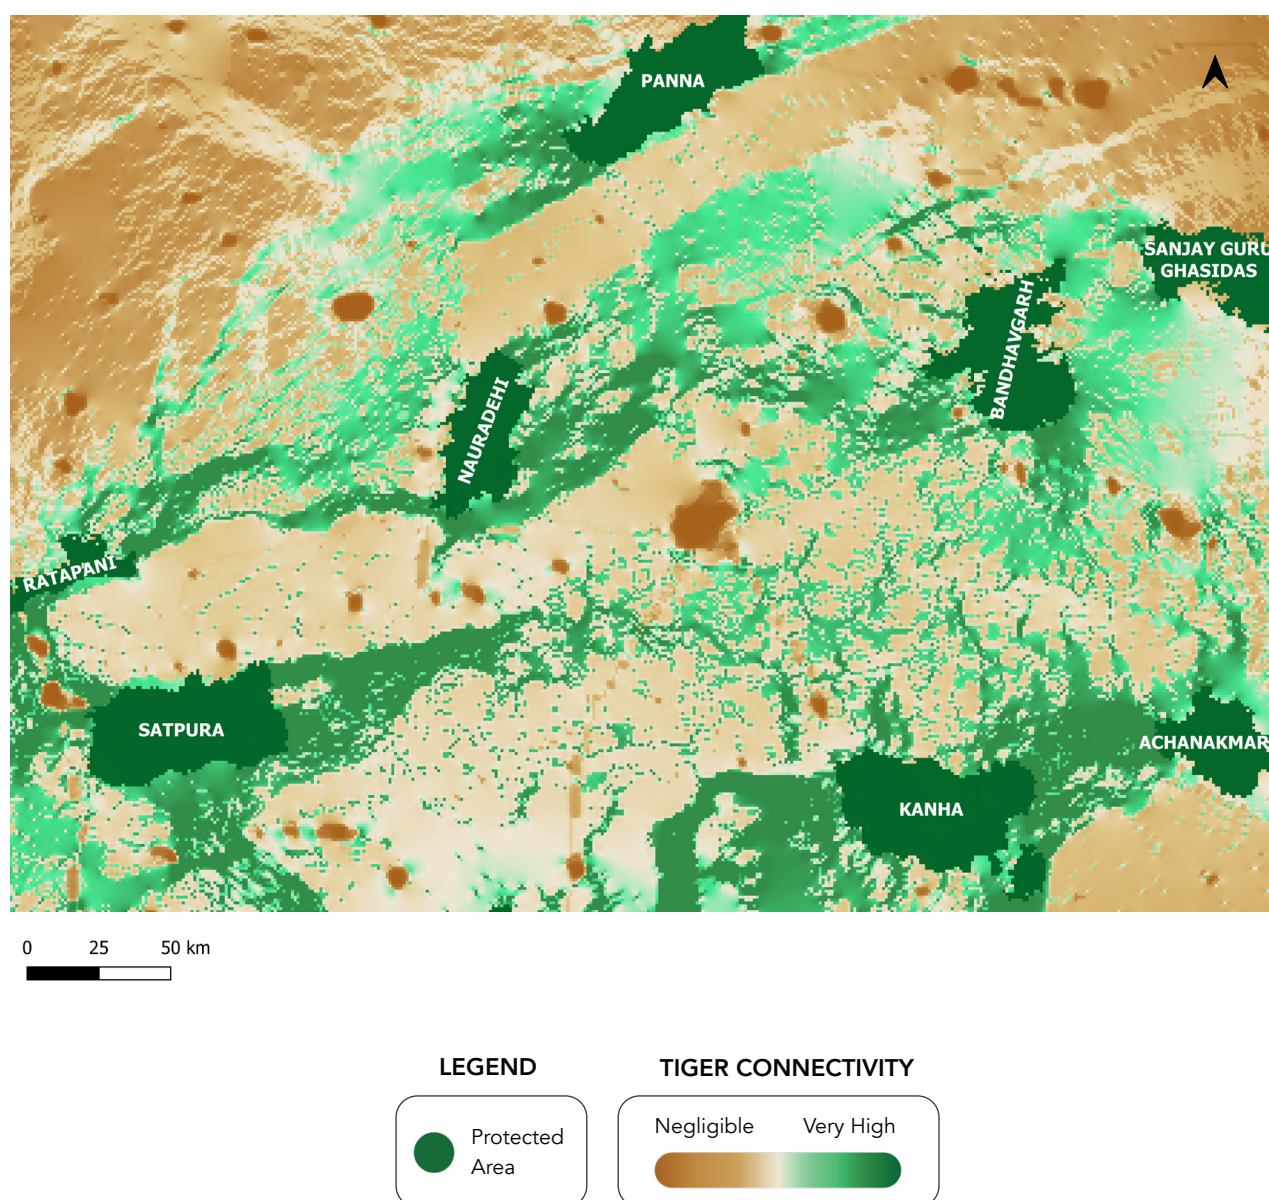 PANNA
SANJAY GURU
GHASIDAS
BANDHAVGARH
NAURADEHI
RATAPANI
SATPURA
ACHANAKMAR
KANHA
0 25 50 km
LEGEND
Protected
Area
TIGER CONNECTIVITY
Negligible Very High